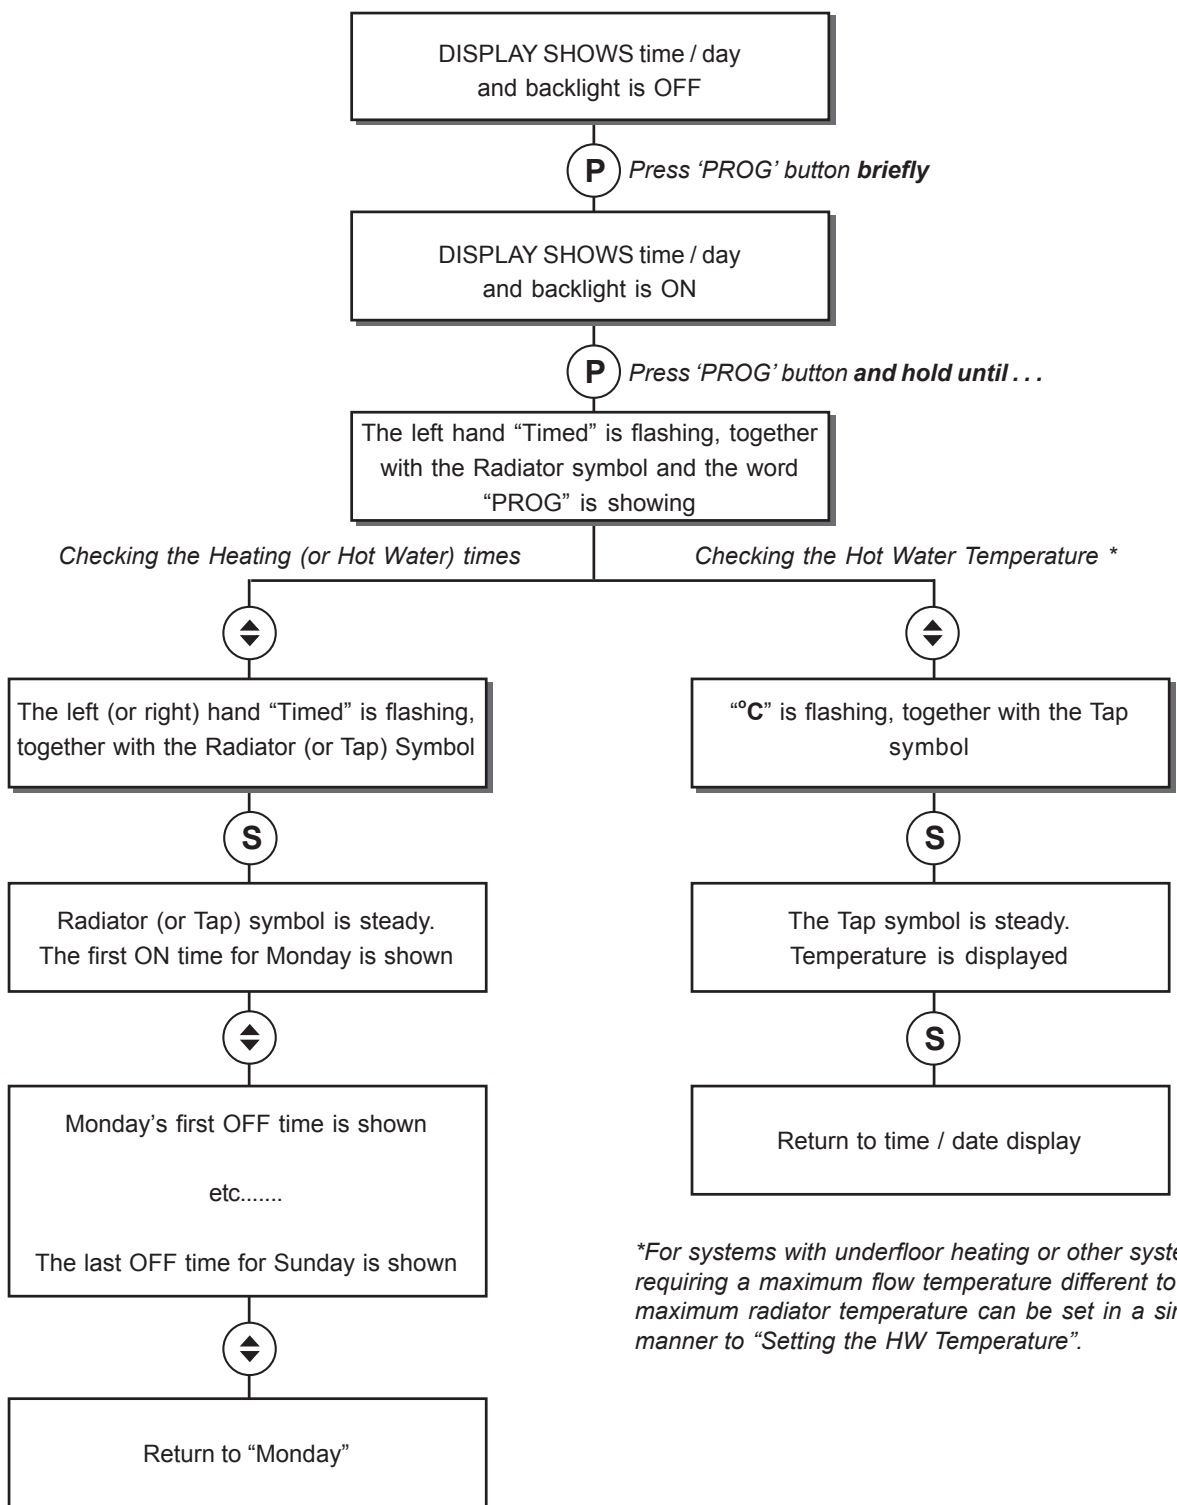 DISPLAY SHOWS time / day
and backlight is OFF
P
Press ‘PROG’ button briefly
DISPLAY SHOWS time / day
and backlight is ON
P
Press ‘PROG’ button and hold until . . .
The left hand “Timed” is flashing, together
with the Radiator symbol and the word
“PROG” is showing
Checking the Heating (or Hot Water) times
The left (or right) hand “Timed” is flashing,
together with the Radiator (or Tap) Symbol
S
Radiator (or Tap) symbol is steady.
The first ON time for Monday is shown
Monday’s first OFF time is shown
etc.......
The last OFF time for Sunday is shown
Return to “Monday”
Checking the Hot Water Temperature *
“°C” is flashing, together with the Tap
symbol
S
The Tap symbol is steady.
Temperature is displayed
S
Return to time / date display
*For systems with underfloor heating or other
requiring a maximum flow temperature different to
maximum radiator temperature can be set in a
manner to “Setting the HW Temperature”.